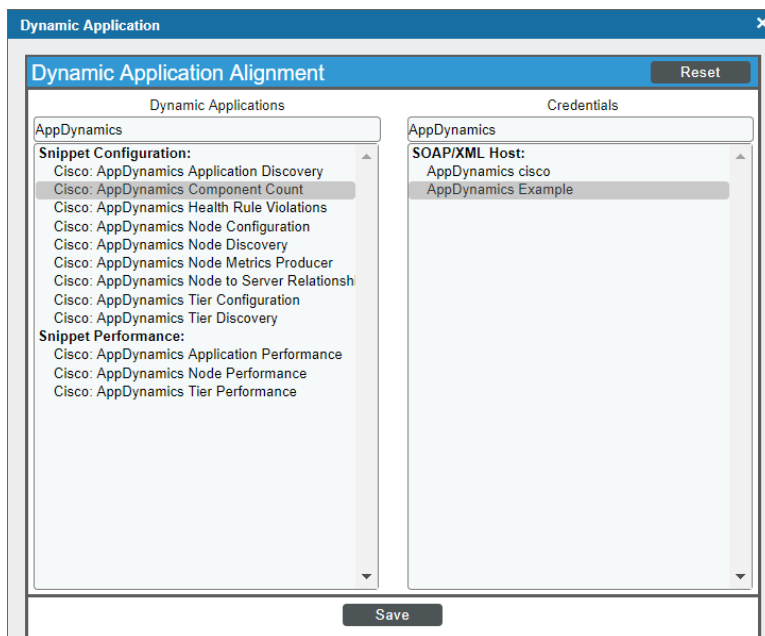 Dynamic Application
Dynamic Application Alignment
Reset
Dynamic Applications
AppDynamics
Snippet Configuration:
Cisco: AppDynamics Application Discovery
Cisco: AppDynamics Component Count
Cisco: AppDynamics Health Rule Violations
Cisco: AppDynamics Node Configuration
Cisco: AppDynamics Node Discovery
Cisco: AppDynamics Node Metrics Producer
Cisco: AppDynamics Node to Server Relationshi
Cisco: AppDynamics Tier Configuration
Cisco: AppDynamics Tier Discovery
Snippet Performance:
Cisco: AppDynamics Application Performance
Cisco: AppDynamics Node Performance
Cisco: AppDynamics Tier Performance
Credentials
AppDynamics
SOAP/XML Host:
AppDynamics cisco
AppDynamics Example
Save